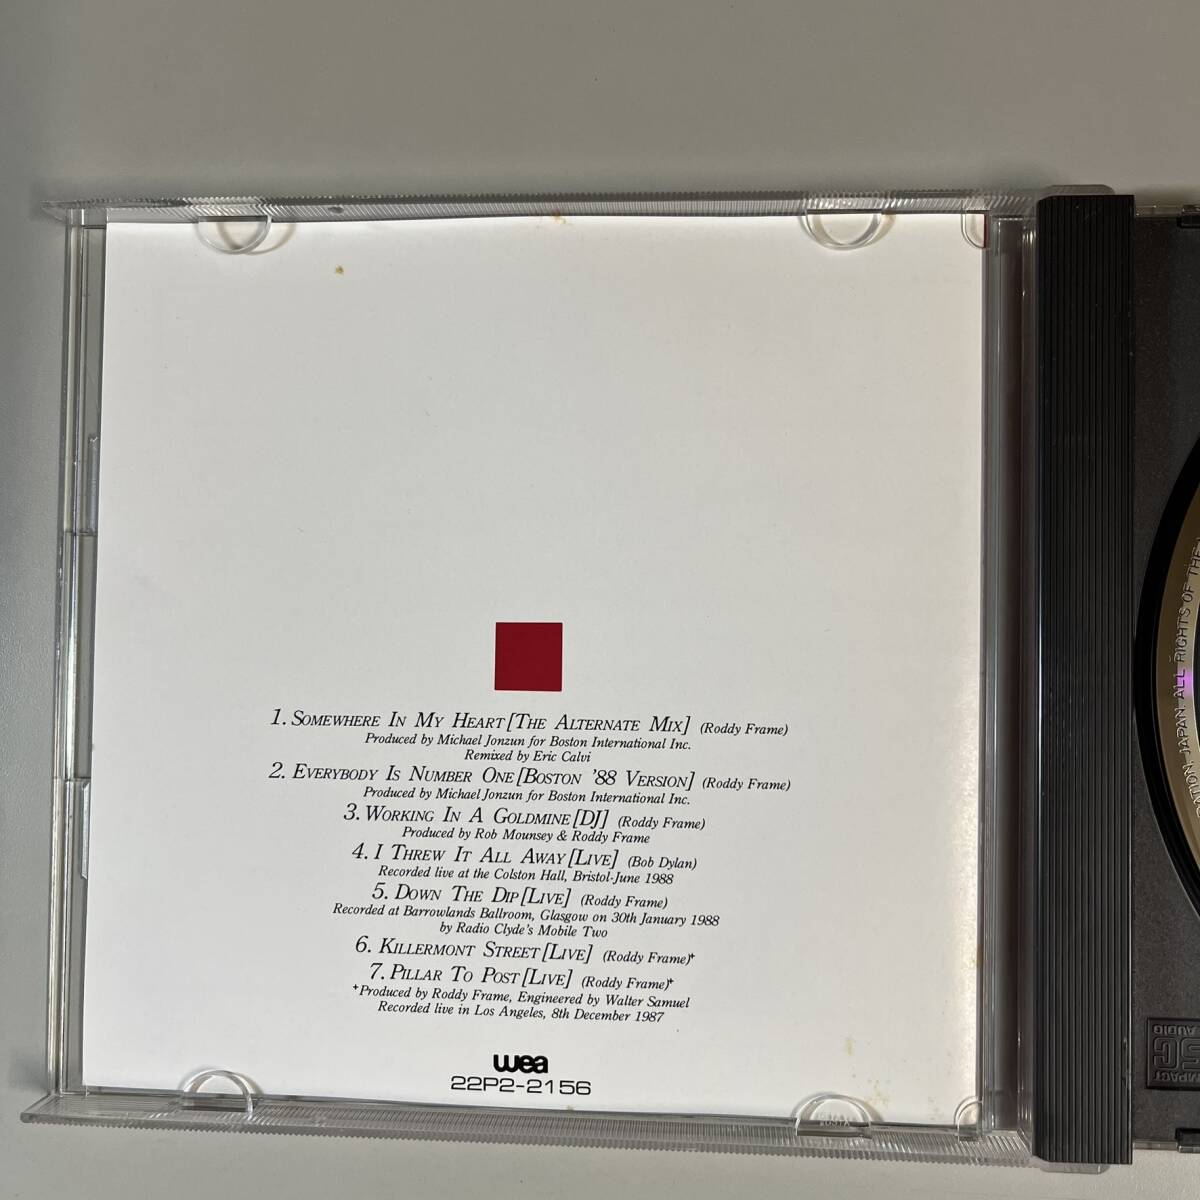 1. SOMEWHERE IN MY HEART [THE ALTERNATE MIX] (Roddy Frame)
Produced by Michael Jonzun for Boston International Inc.
Remixed by Eric Calvi
2. EVERYBODY IS NUMBER ONE [BOSTON '88 VERSION] (Roddy Frame)
Produced by Michael Jonzun for Boston International Inc.
3. WORKING IN A GOLDMINE [DJ] (Roddy Frame)
Produced by Rob Mounsey & Roddy Frame
4. I THREW IT ALL AWAY [LIVE] (Bob Dylan)
Recorded live at the Colston Hall, Bristol-June 1988
5. DOWN THE DIP [LIVE] (Roddy Frame)
Recorded at Barrowlands Ballroom, Glasgow on 30th January 1988
by Radio Clyde's Mobile Two
6. KILLERMONT STREET [LIVE] (Roddy Frame)+
7. PILLAR TO POST [LIVE] (Roddy Frame)+
+Produced by Roddy Frame, Engineered by Walter Samuel
Recorded live in Los Angeles, 8th December 1987
wea
22P2-2156
JAPAN. ALL RIGHTS OF THE